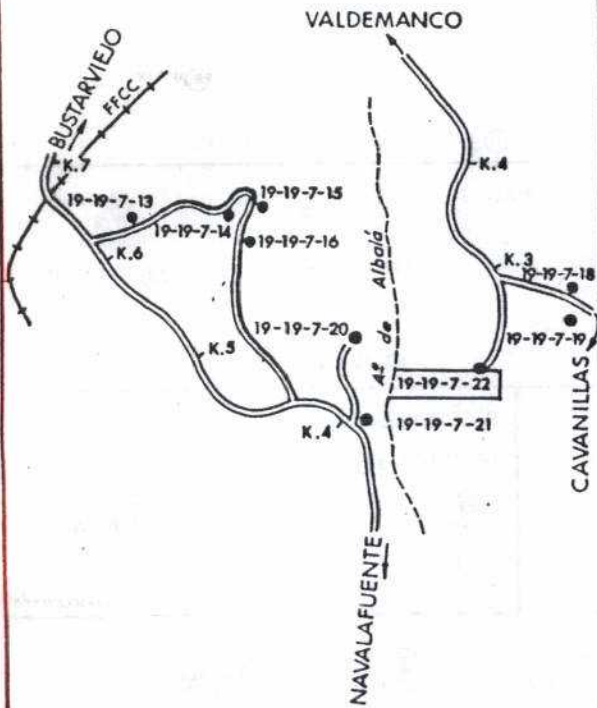 VALDEMANCO
BUSTARVIEJO
FFCC
K.7
K.4
19-19-7-13
19-19-7-15
19-19-7-14
19-19-7-16
K.6
K.3
19-19-7-18
Aº de Albalá
19-19-7-20
19-19-7-19
K.5
19-19-7-22
K.4
19-19-7-21
CAVANILLAS
NAVALAFUENTE